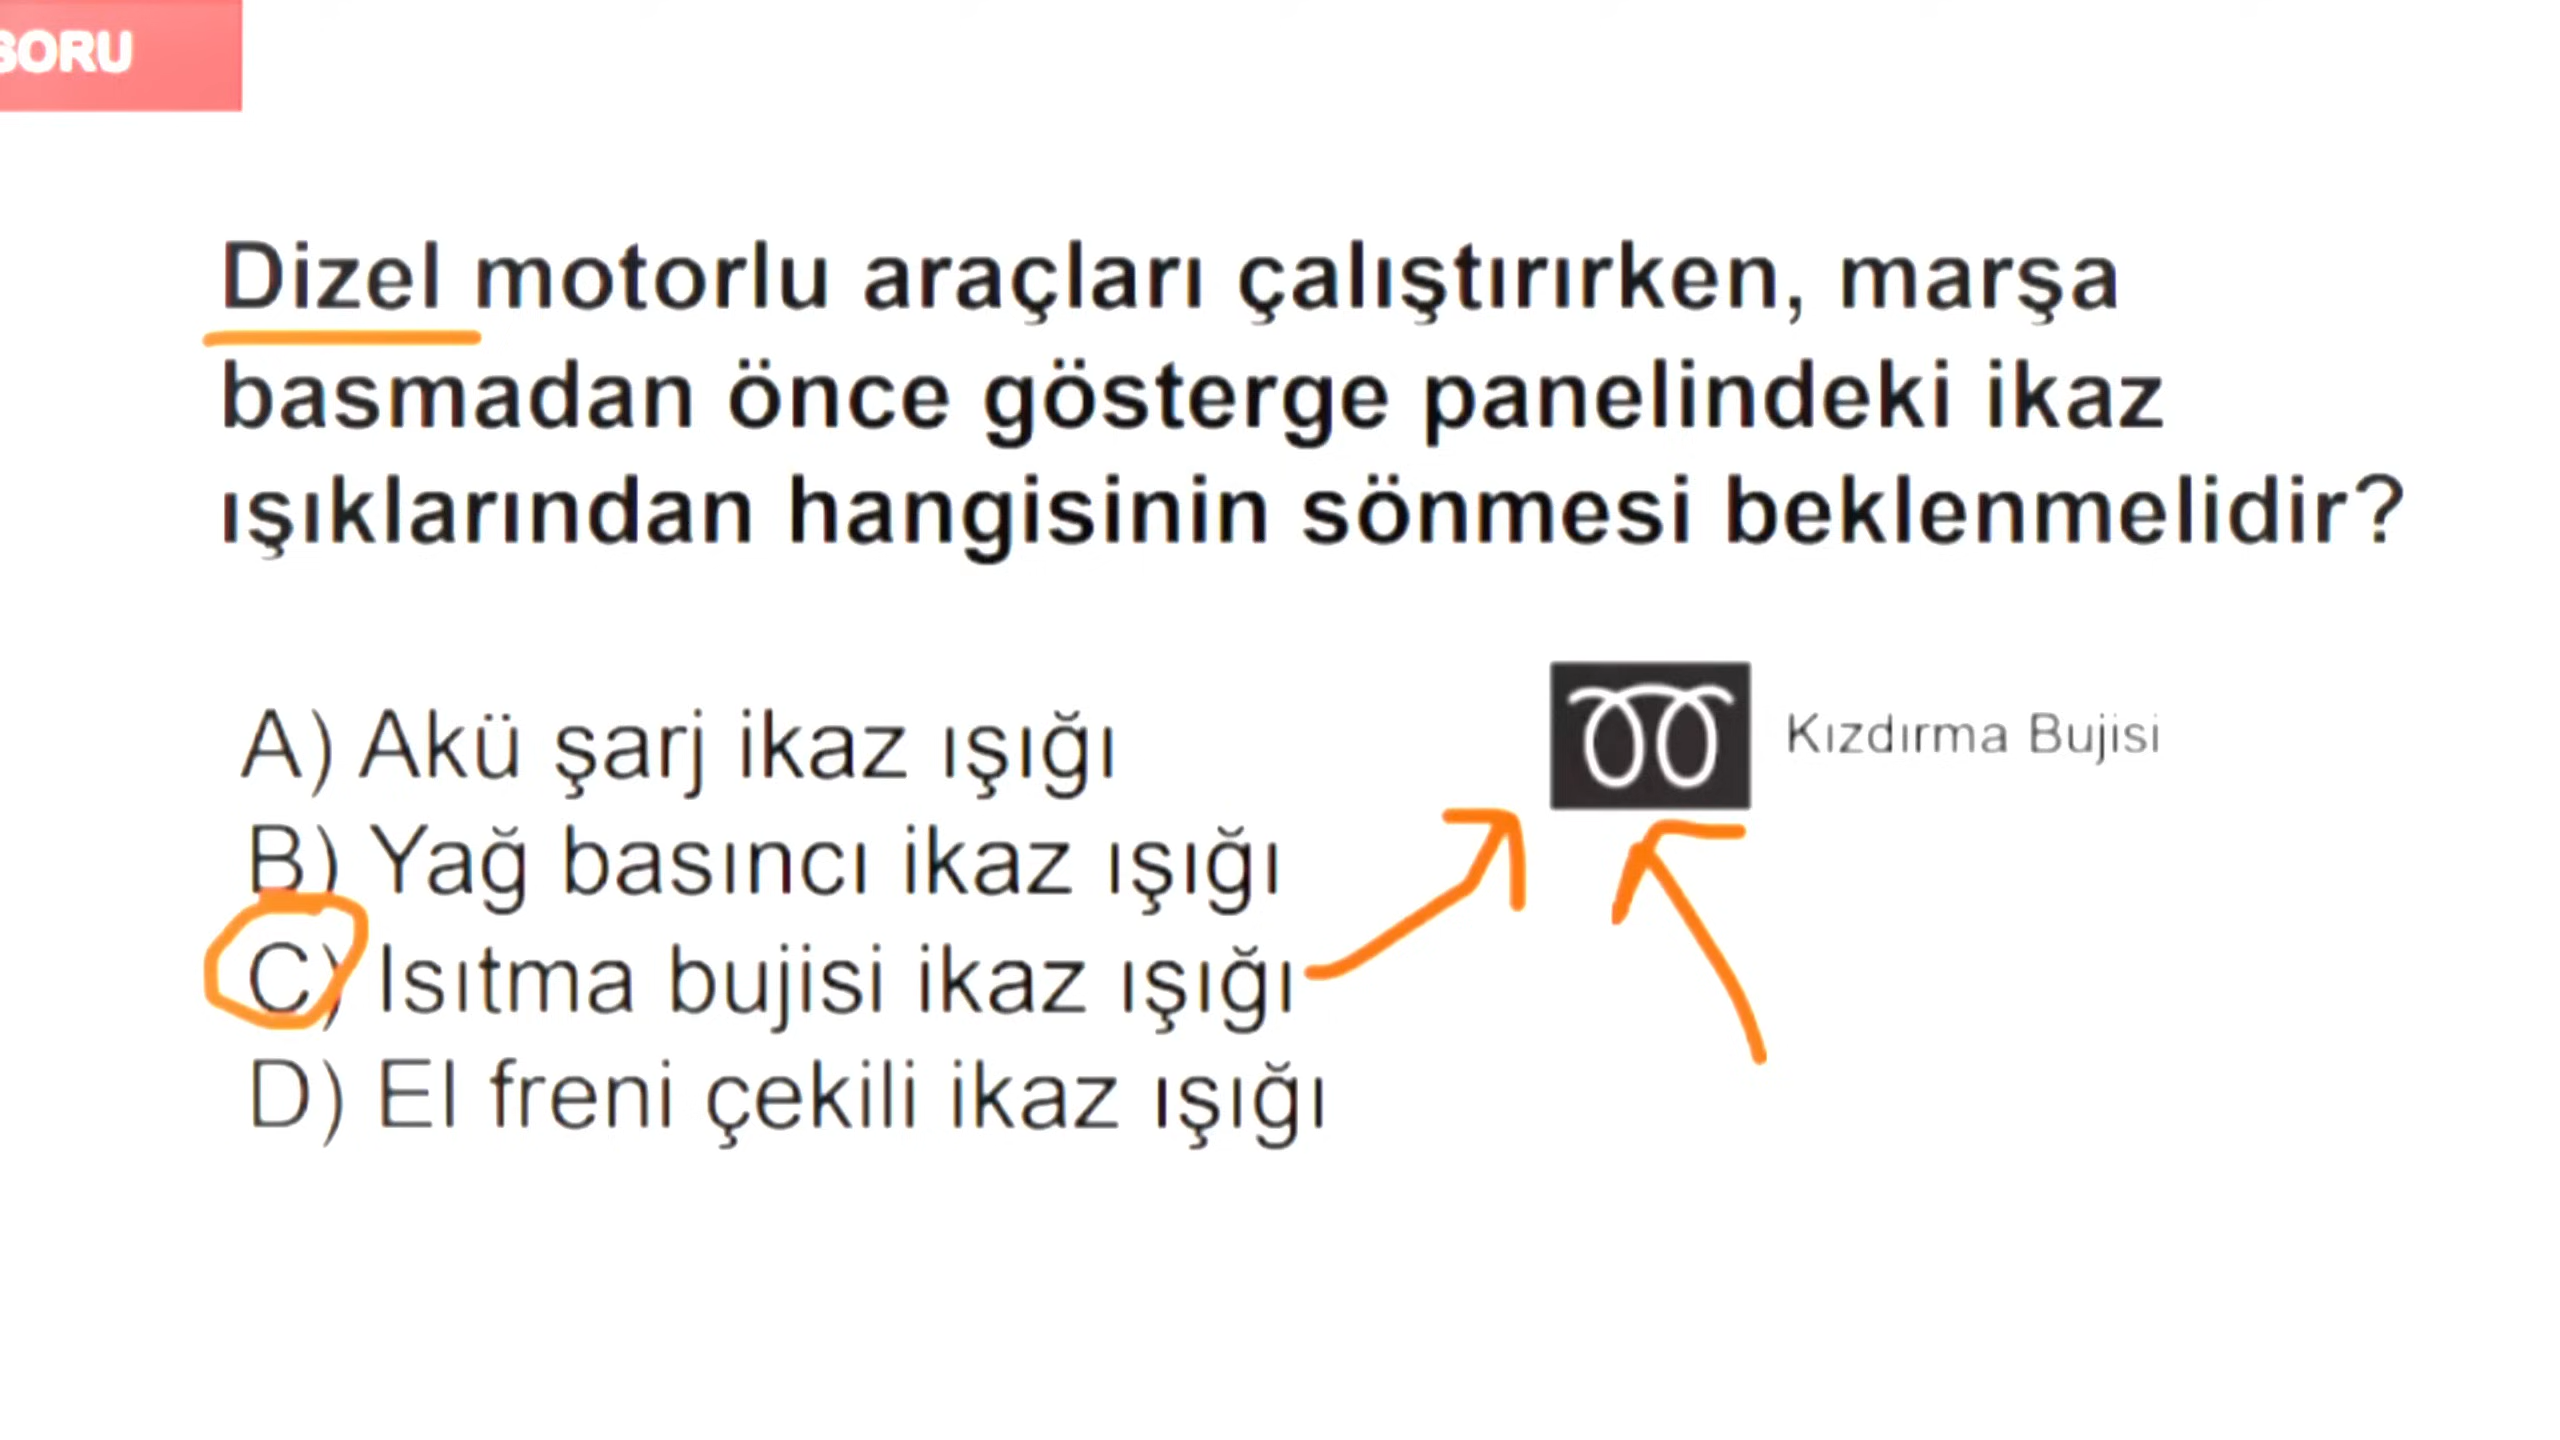 SORU
Dizel motorlu araçları çalıştırırken, marşa
basmadan önce gösterge panelindeki ikaz
ışıklarından hangisinin sönmesi beklenmelidir?
A) Akü şarj ikaz ışığı
Kızdırma Bujisi
B) Yağ basıncı ikaz ışığı
C) Isıtma bujisi ikaz ışığı
D) El freni çekili ikaz ışığı